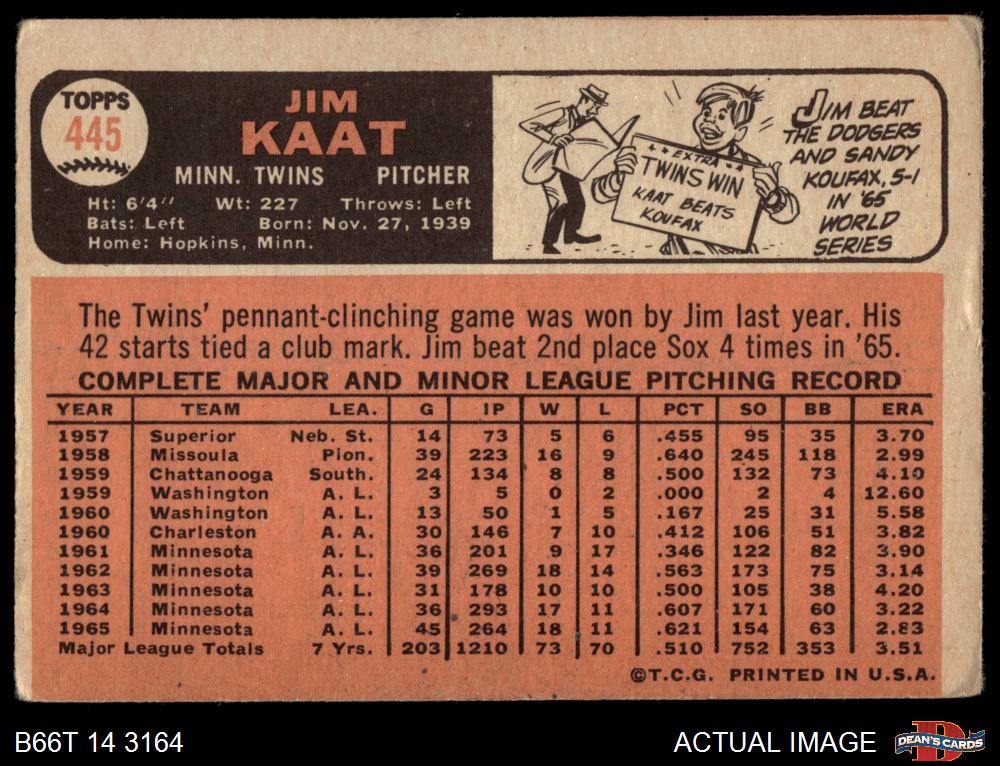 TOPPS
445
JIM
KAAT
MINN. TWINS PITCHER
Ht: 6'4" Wt: 227 Throws: Left
Bats: Left Born: Nov. 27, 1939
Home: Hopkins, Minn.
EXTRA
TWINS WIN
KAAT BEATS
KOUFAX
JIM BEAT
THE DODGERS
AND SANDY
KOUFAX, 5-1
IN '65
WORLD
SERIES
The Twins' pennant-clinching game was won by Jim last year. His
42 starts tied a club mark. Jim beat 2nd place Sox 4 times in '65.
COMPLETE MAJOR AND MINOR LEAGUE PITCHING RECORD
YEAR TEAM LEA. G IP W L PCT SO BB ERA
1957 Superior Neb. St. 14 73 5 6 .455 95 35 3.70
1958 Missoula Pion. 39 223 16 9 .640 245 118 2.99
1959 Chattanooga South. 24 134 8 8 .500 132 73 4.10
1959 Washington A. L. 3 5 0 2 .000 2 4 12.60
1960 Washington A. L. 13 50 1 5 .167 25 31 5.58
1960 Charleston A. A. 30 146 7 10 .412 106 51 3.82
1961 Minnesota A. L. 36 201 9 17 .346 122 82 3.90
1962 Minnesota A. L. 39 269 18 14 .563 173 75 3.14
1963 Minnesota A. L. 31 178 10 10 .500 105 38 4.20
1964 Minnesota A. L. 36 293 17 11 .607 171 60 3.22
1965 Minnesota A. L. 45 264 18 11 .621 154 63 2.83
Major League Totals 7 Yrs. 203 1210 73 70 .510 752 353 3.51
©T.C.G. PRINTED IN U.S.A.
B66T 14 3164
ACTUAL IMAGE
DEAN'S CARDS